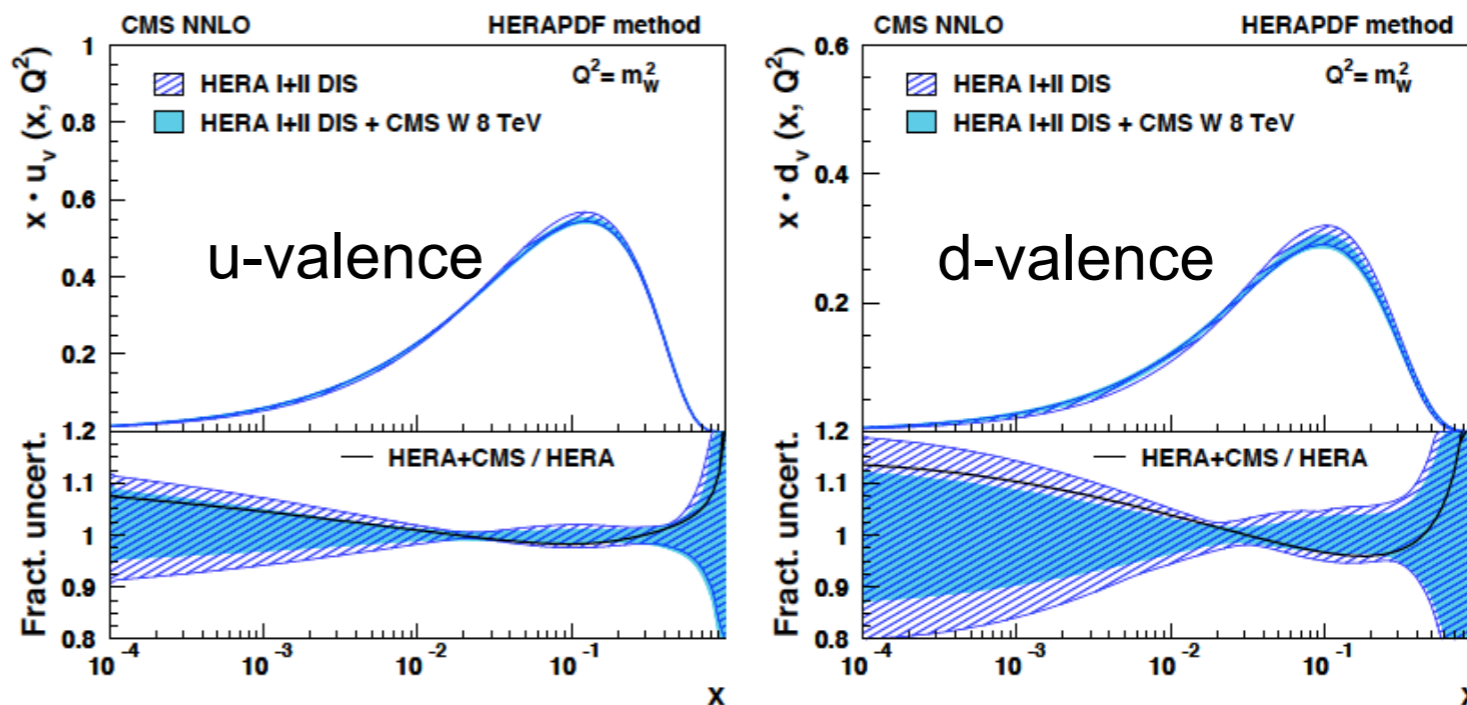 CMS NNLO HERAPDF method
1
HERA I+II DIS
Q² = m_W²
HERA I+II DIS + CMS W 8 TeV
x • u_v (x, Q²)
0.8
0.6
0.4
0.2
u-valence
1.2
HERA+CMS / HERA
Fract. uncert.
1.1
1
0.9
0.8
10⁻⁴ 10⁻³ 10⁻² 10⁻¹
x
CMS NNLO HERAPDF method
0.6
HERA I+II DIS
Q² = m_W²
HERA I+II DIS + CMS W 8 TeV
x • d_v (x, Q²)
0.4
0.2
d-valence
1.2
HERA+CMS / HERA
Fract. uncert.
1.1
1
0.9
0.8
10⁻⁴ 10⁻³ 10⁻² 10⁻¹